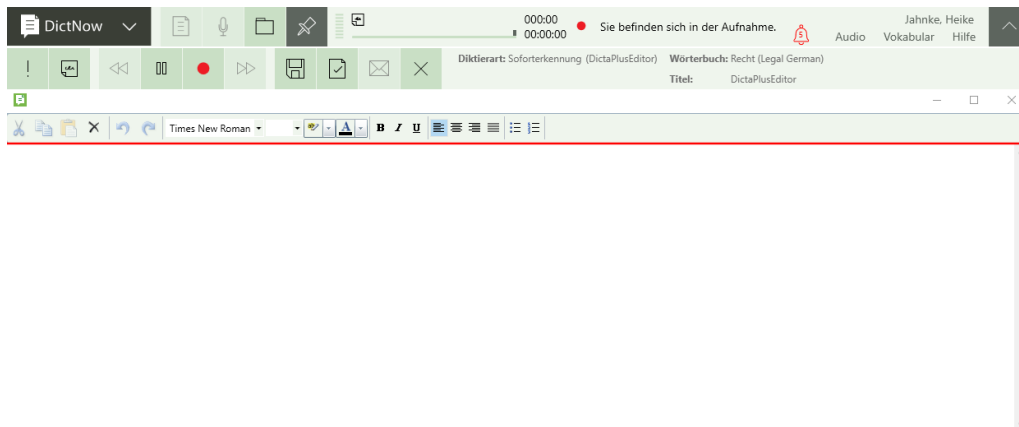 DictNow
000:00
00:00:00
Sie befinden sich in der Aufnahme.
5
Jahnke, Heike
Audio Vokabular Hilfe
Diktierart: Soforterkennung (DictaPlusEditor) Wörterbuch: Recht (Legal German)
Titel: DictaPlusEditor
Times New Roman
A B I U